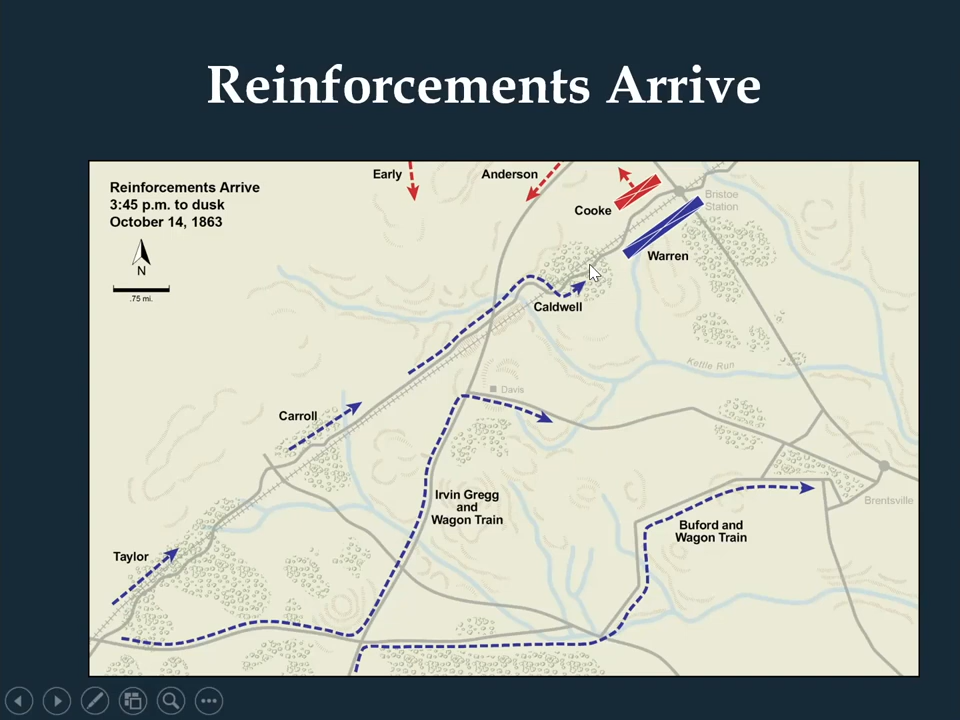 Reinforcements Arrive
Reinforcements Arrive
3:45 p.m. to dusk
October 14, 1863
N
.75 mi.
Early
Anderson
Cooke
Bristoe
Station
Warren
Caldwell
Kettle Run
Davis
Carroll
Irvin Gregg
and
Wagon Train
Brentsville
Buford and
Wagon Train
Taylor